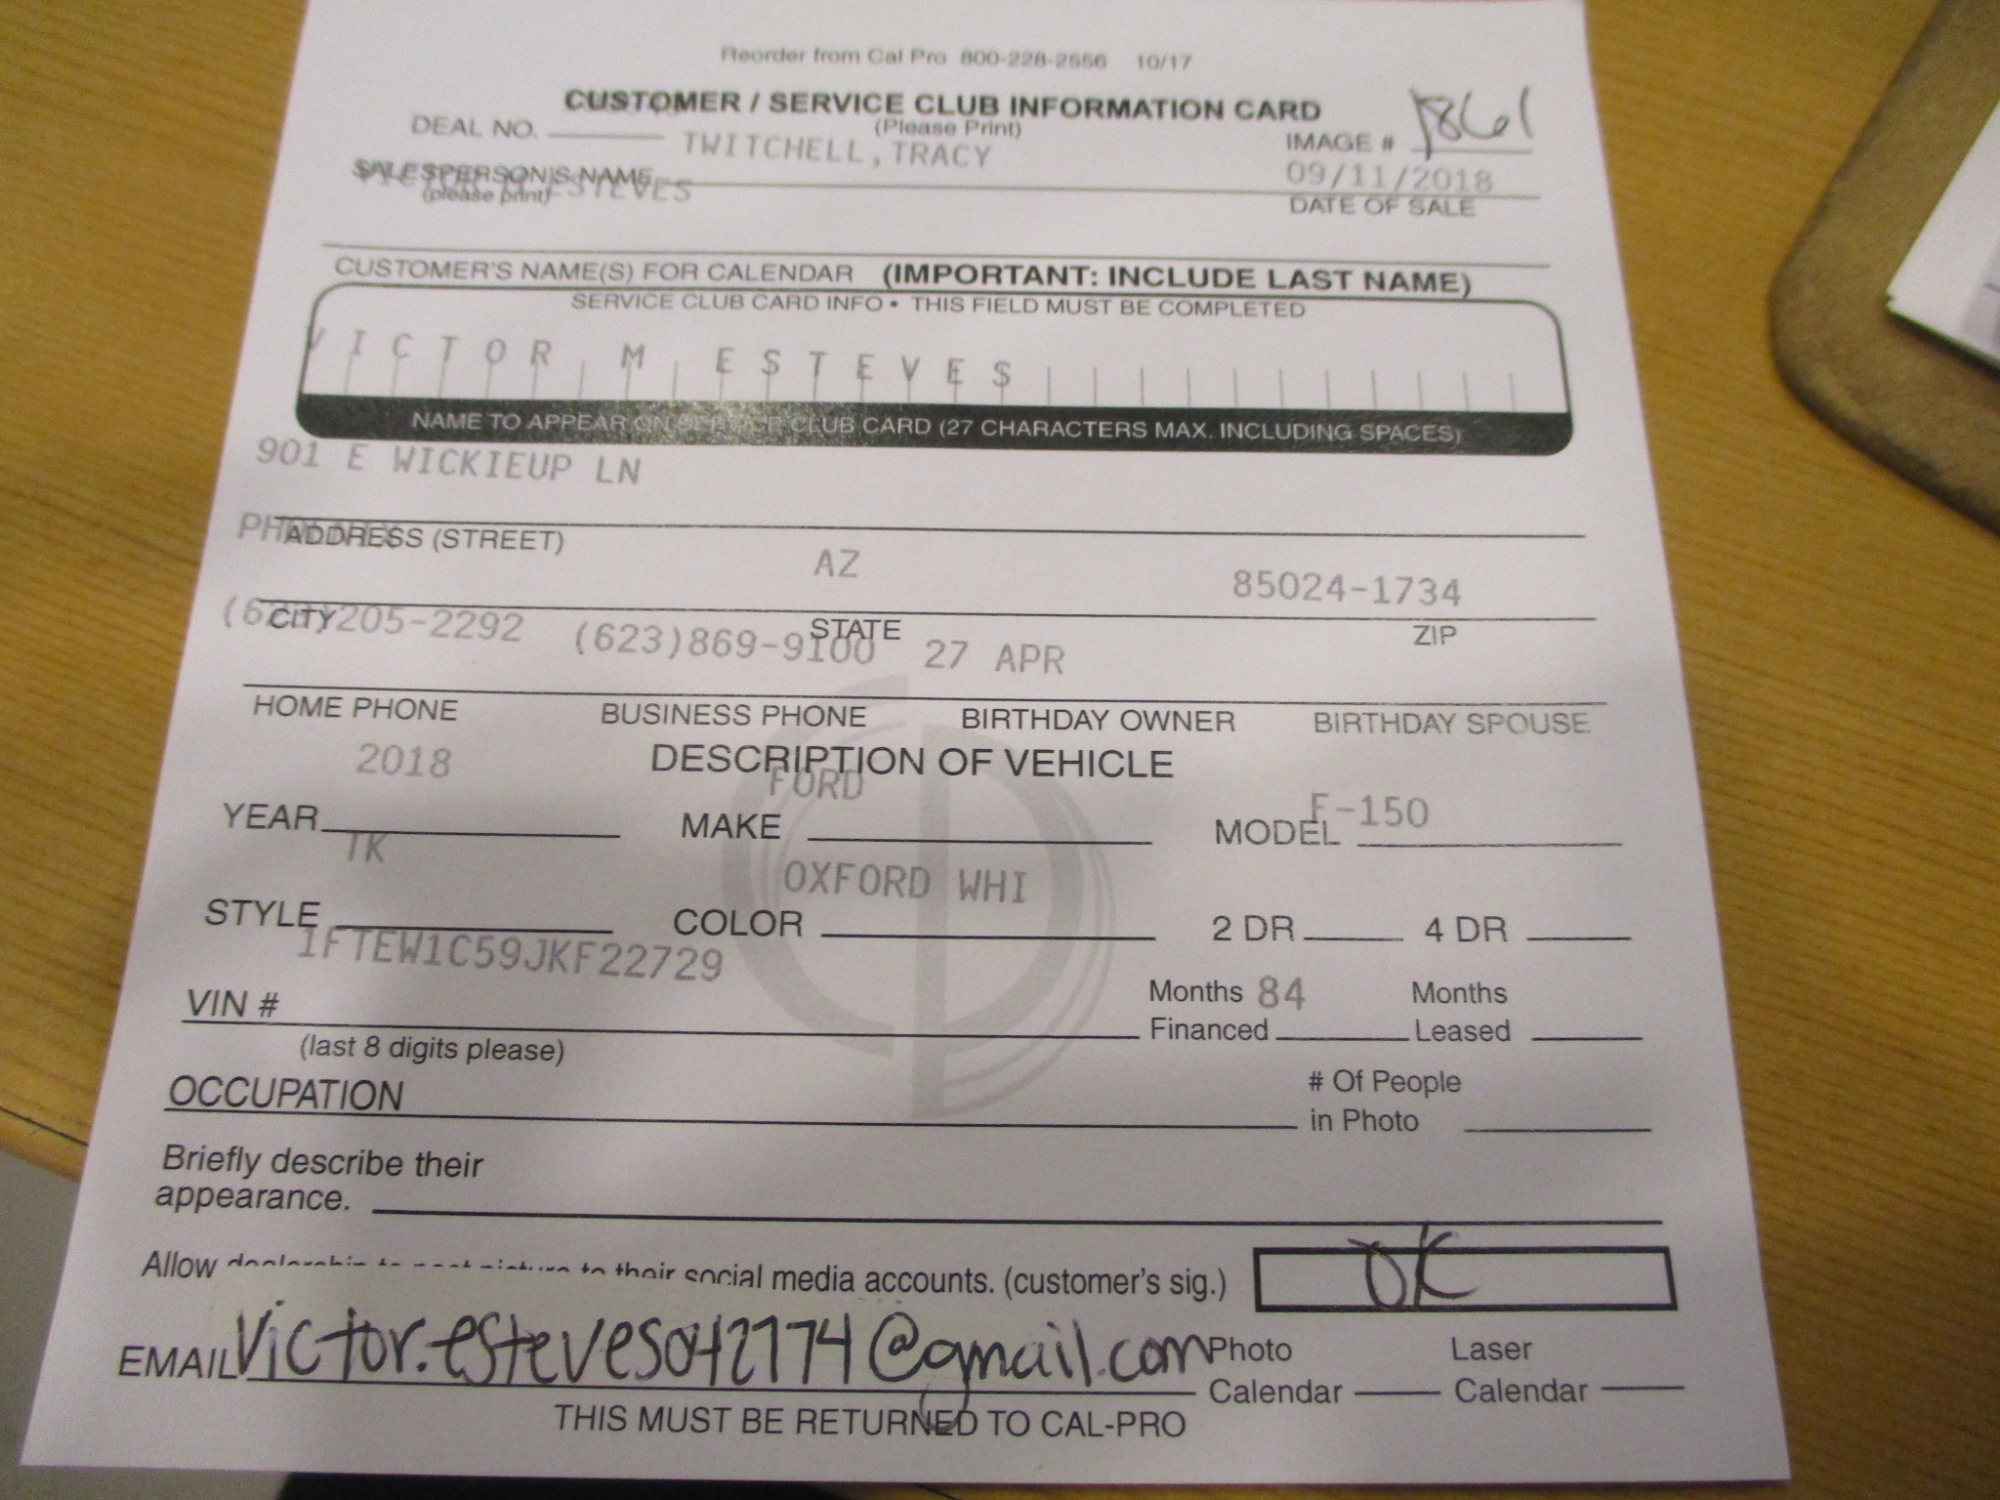 Reorder from Cal Pro 800-228-2556 10/17
CUSTOMER / SERVICE CLUB INFORMATION CARD
(Please Print)
DEAL NO.
TWITCHELL,TRACY
IMAGE # 1861
SALESPERSON'S NAME
(please print)
ESTEVES
09/11/2018
DATE OF SALE
CUSTOMER'S NAME(S) FOR CALENDAR (IMPORTANT: INCLUDE LAST NAME)
SERVICE CLUB CARD INFO • THIS FIELD MUST BE COMPLETED
VICTOR M ESTEVES
NAME TO APPEAR ON SERVICE CLUB CARD (27 CHARACTERS MAX. INCLUDING SPACES)
901 E WICKIEUP LN
ADDRESS (STREET)
AZ 85024-1734
CITY STATE ZIP
205-2292 (623)869-9100 27 APR
HOME PHONE BUSINESS PHONE BIRTHDAY OWNER BIRTHDAY SPOUSE
DESCRIPTION OF VEHICLE
2018 FORD F-150
YEAR MAKE MODEL
TK OXFORD WHI
STYLE COLOR 2 DR 4 DR
1FTEW1C59JKF22729
VIN #
(last 8 digits please)
Months 84 Months
Financed Leased
OCCUPATION
# Of People
in Photo
Briefly describe their
appearance.
Allow dealership to post picture to their social media accounts. (customer's sig.) OK
EMAIL victor.esteves042774@gmail.com
Photo Laser
Calendar Calendar
THIS MUST BE RETURNED TO CAL-PRO